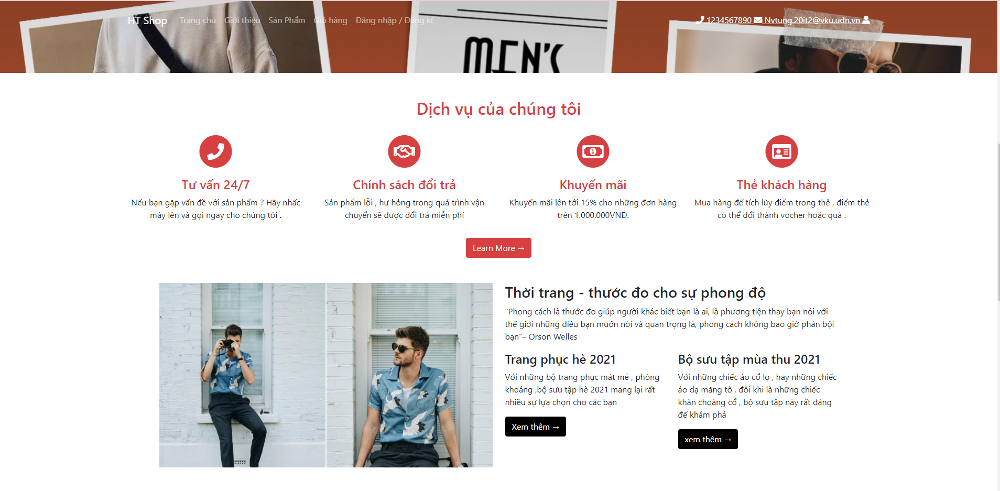 HT Shop Trang chủ Giới thiệu Sản Phẩm Giỏ hàng Đăng nhập / Đăng kí 1234567890 Nvtung.20it2@vku.udn.vn
MEN'S
Dịch vụ của chúng tôi
Tư vấn 24/7
Nếu bạn gặp vấn đề với sản phẩm ? Hãy nhấc
máy lên và gọi ngay cho chúng tôi .
Chính sách đổi trả
Sản phẩm lỗi , hư hỏng trong quá trình vận
chuyển sẽ được đổi trả miễn phí
Khuyến mãi
Khuyến mãi lên tới 15% cho những đơn hàng
trên 1.000.000VNĐ.
Thẻ khách hàng
Mua hàng để tích lũy điểm trong thẻ , điểm thẻ
có thể đổi thành vocher hoặc quà .
Learn More →
Thời trang - thước đo cho sự phong độ
“Phong cách là thước đo giúp người khác biết bạn là ai, là phương tiện thay bạn nói với
thế giới những điều bạn muốn nói và quan trọng là, phong cách không bao giờ phản bội
bạn”– Orson Welles
Trang phục hè 2021
Với những bộ trang phục mát mẻ , phóng
khoáng ,bộ sưu tập hè 2021 mang lại rất
nhiều sự lựa chọn cho các bạn
Xem thêm →
Bộ sưu tập mùa thu 2021
Với những chiếc áo cổ lọ , hay những chiếc
áo dạ măng tô , đôi khi là những chiếc
khăn choàng cổ , bộ sưu tập này rất đáng
để khám phá
xem thêm →